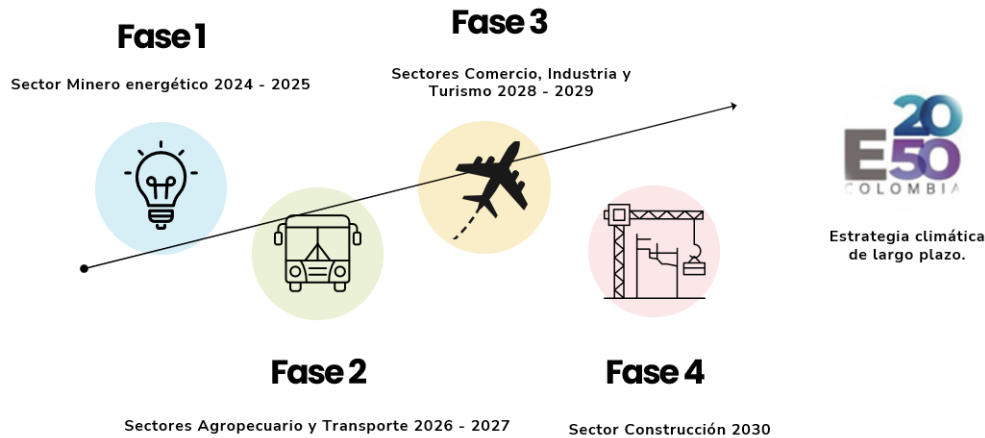 Fase 1
Sector Minero energético 2024 - 2025
Fase 2
Sectores Agropecuario y Transporte 2026 - 2027
Fase 3
Sectores Comercio, Industria y
Turismo 2028 - 2029
Fase 4
Sector Construcción 2030
20
E50
COLOMBIA
Estrategia climática
de largo plazo.